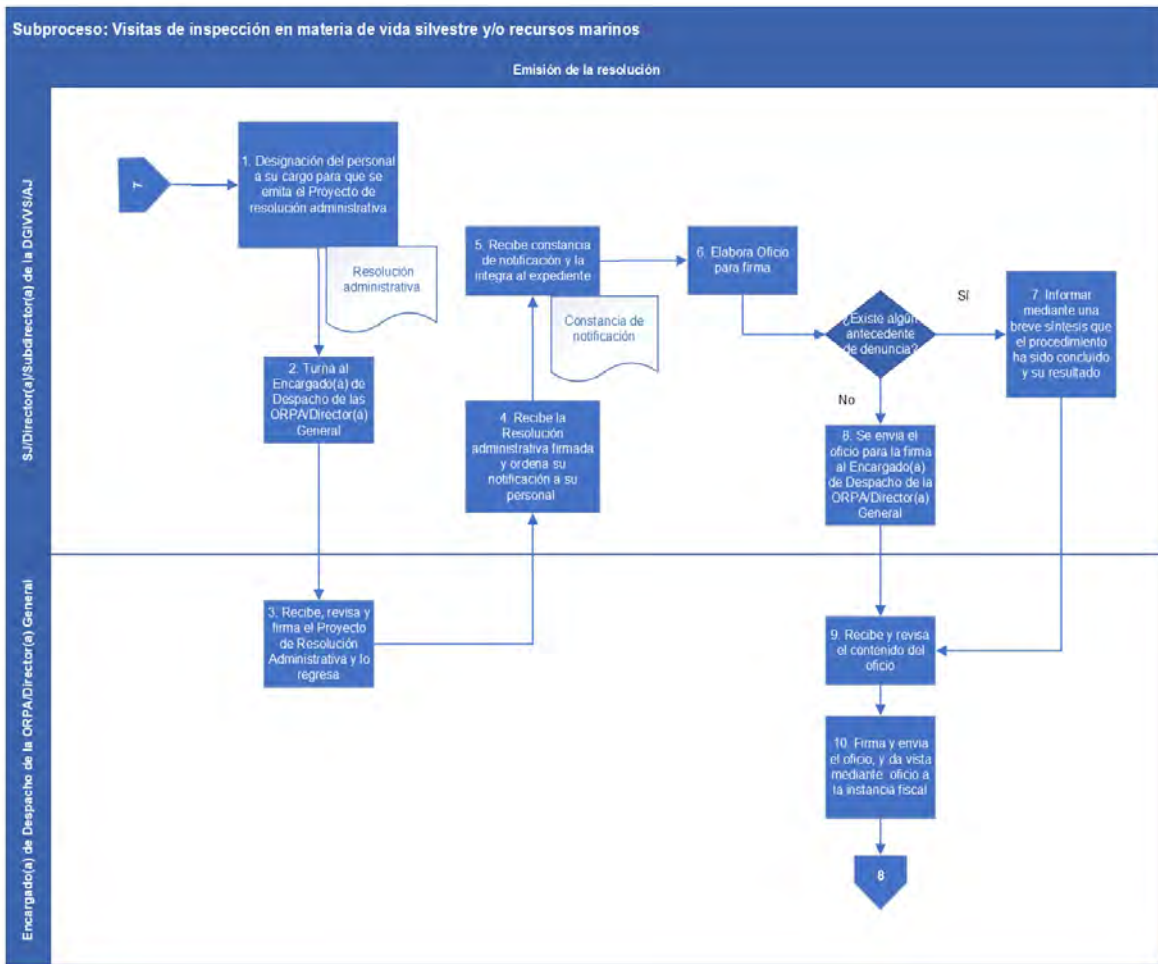 Subproceso: Visitas de inspección en materia de vida silvestre y/o recursos marinos
Emisión de la resolución
SJ/Director(a)/Subdirector(a) de la DGIVVS/AJ
7
1. Designación del personal
a su cargo para que se
emita el Proyecto de
resolución administrativa
Resolución
administrativa
2. Turna al
Encargado(a) de
Despacho de las
ORPA/Director(a)
General
5. Recibe constancia
de notificación y la
integra al expediente
Constancia de
notificación
4. Recibe la
Resolución
administrativa firmada
y ordena su
notificación a su
personal
6. Elabora Oficio
para firma
¿Existe algún
antecedente
de denuncia?
Sí
No
7. Informar
mediante una
breve síntesis que
el procedimiento
ha sido concluido
y su resultado
8. Se envia el
oficio para la firma
al Encargado(a)
de Despacho de la
ORPA/Director(a)
General
Encargado(a) de Despacho de la ORPA/Director(a) General
3. Recibe, revisa y
firma el Proyecto
de Resolución
Administrativa y lo
regresa
9. Recibe y revisa
el contenido del
oficio
10. Firma y envia
el oficio, y da vista
mediante oficio a
la instancia fiscal
8